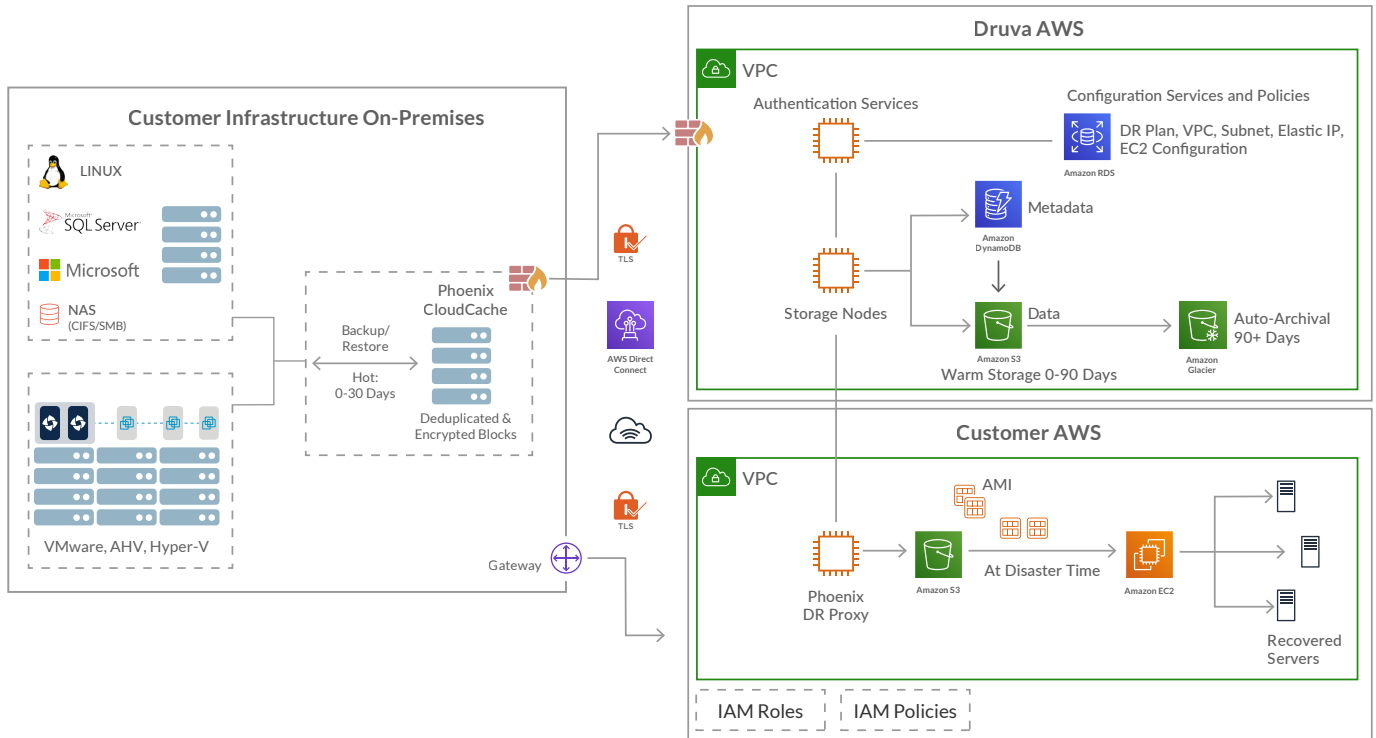 Customer Infrastructure On-Premises
LINUX
Microsoft
SQL Server
Microsoft
NAS
(CIFS/SMB)
VMware, AHV, Hyper-V
Backup/
Restore
Hot:
0-30 Days
Phoenix
CloudCache
Deduplicated &
Encrypted Blocks
Gateway
TLS
AWS Direct
Connect
TLS
Druva AWS
VPC
Authentication Services
Configuration Services and Policies
DR Plan, VPC, Subnet, Elastic IP,
EC2 Configuration
Amazon RDS
Metadata
Amazon
DynamoDB
Storage Nodes
Data
Amazon S3
Warm Storage 0-90 Days
Auto-Archival
90+ Days
Amazon
Glacier
Customer AWS
VPC
AMI
Phoenix
DR Proxy
Amazon S3
At Disaster Time
Amazon EC2
Recovered
Servers
IAM Roles
IAM Policies